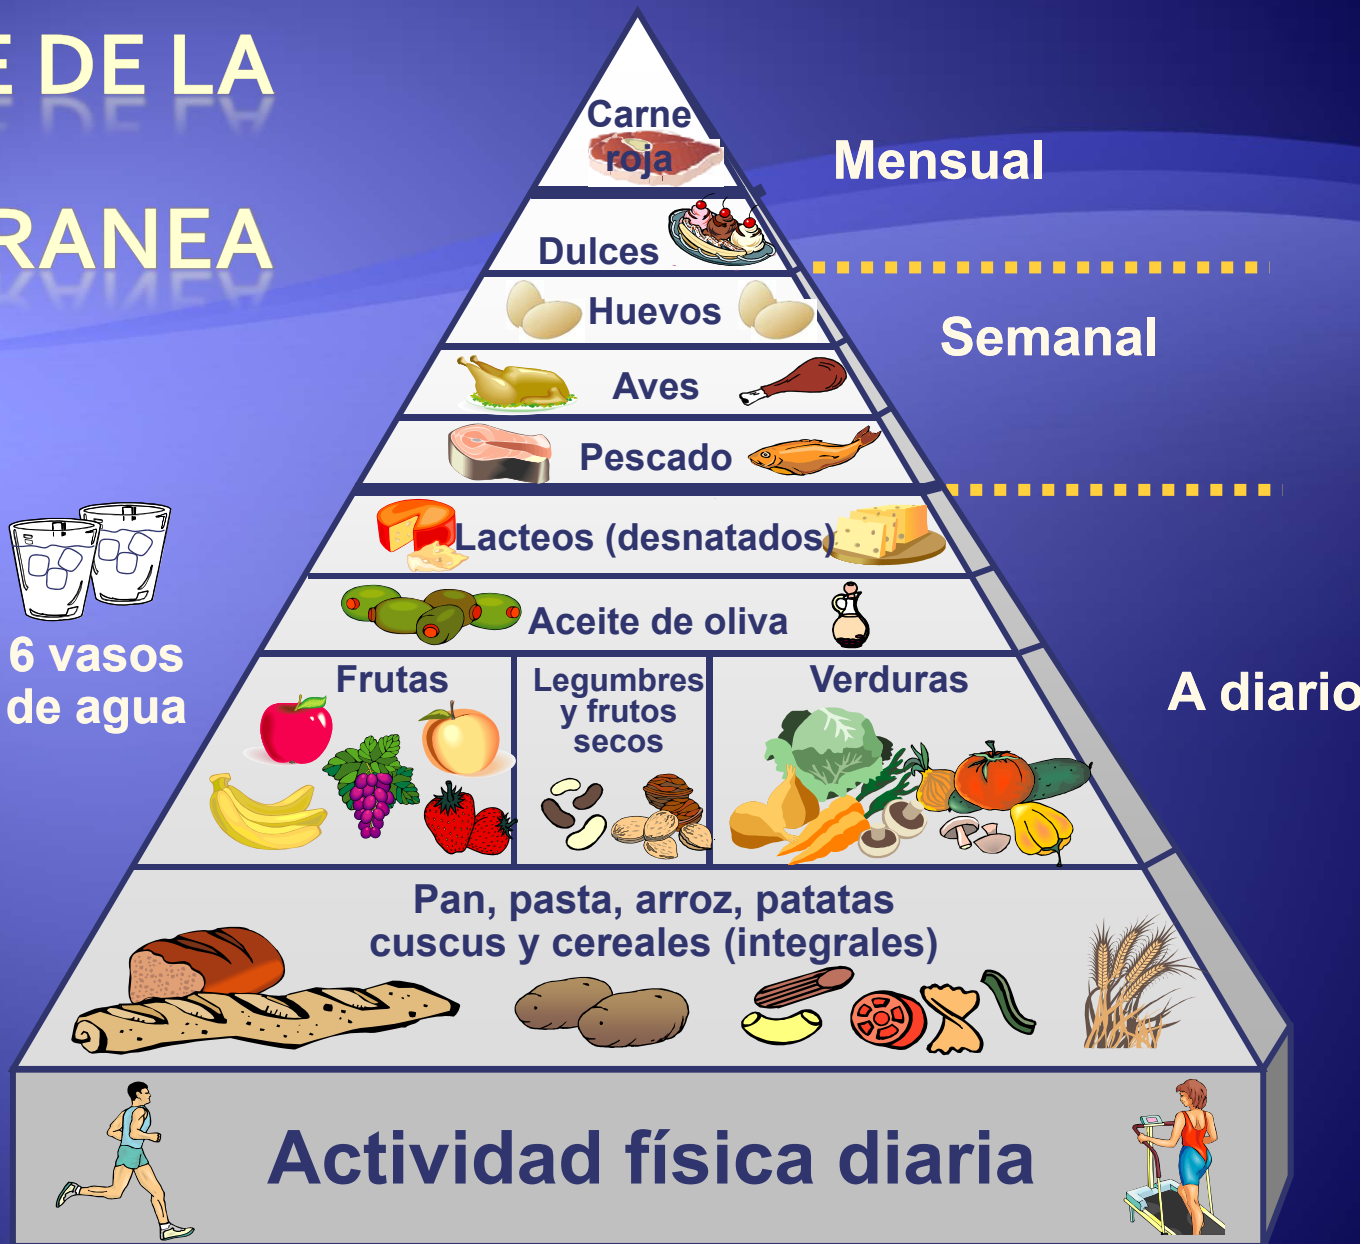 E DE LA
RANEA
Carne
roja
Mensual
Dulces
Huevos
Semanal
Aves
Pescado
Lacteos (desnatados)
Aceite de oliva
6 vasos
de agua
Frutas
Legumbres
y frutos
secos
Verduras
A diario
Pan, pasta, arroz, patatas
cuscus y cereales (integrales)
Actividad física diaria